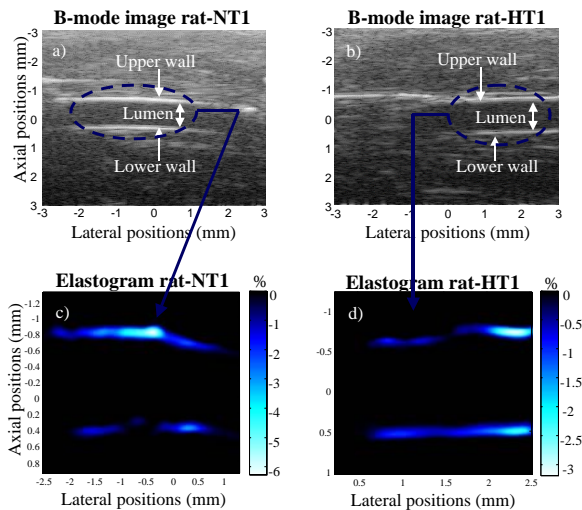 B-mode image rat-NT1
a)
Upper wall
Lumen
Lower wall
Axial positions mm)
-3
-2
-1
0
1
2
3
-3 -2 -1 0 1 2 3
Lateral positions (mm)
B-mode image rat-HT1
b)
Upper wall
Lumen
Lower wall
-3
-2
-1
0
1
2
3
-3 -2 -1 0 1 2 3
Lateral positions (mm)
Elastogram rat-NT1
c)
Axial positions (mm)
-1.2
-1
-0.8
-0.6
-0.4
-0.2
0
0.2
0.4
0.6
0.8
-2.5 -2 -1.5 -1 -0.5 0 0.5 1
Lateral positions (mm)
%
0
-1
-2
-3
-4
-5
-6
Elastogram rat-HT1
d)
-1
-0.5
0
0.5
1
0.5 1 1.5 2 2.5
Lateral positions (mm)
%
0
-0.5
-1
-1.5
-2
-2.5
-3